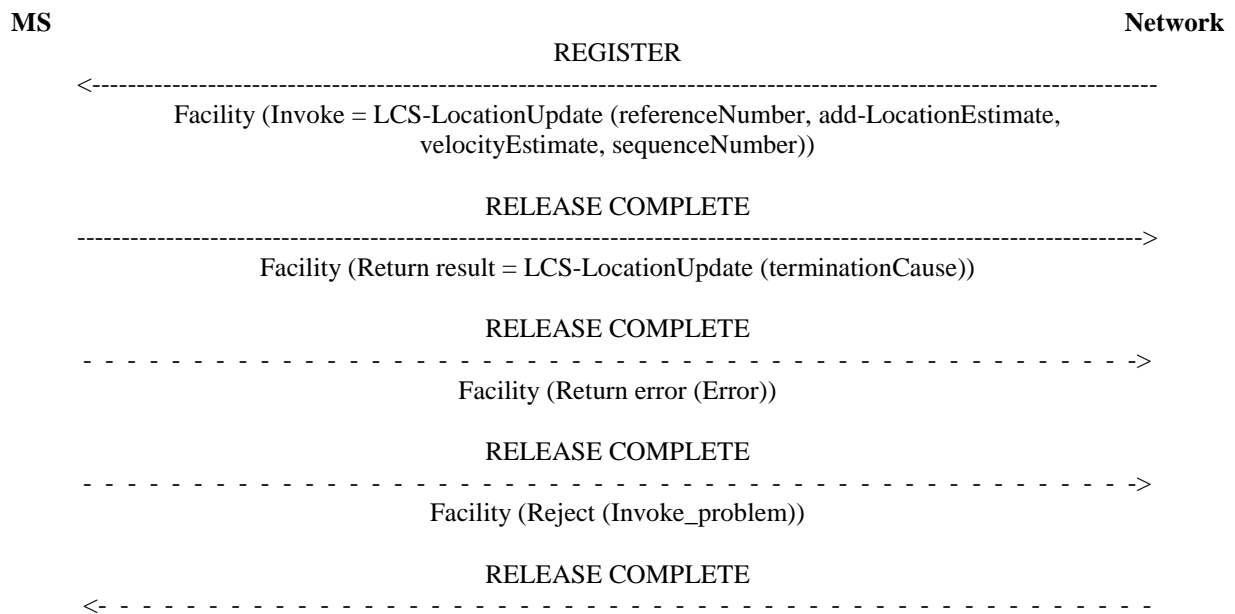 MS Network
REGISTER
<------------------------------------------------------------------------------------------------------------------------
Facility (Invoke = LCS-LocationUpdate (referenceNumber, add-LocationEstimate,
velocityEstimate, sequenceNumber))
RELEASE COMPLETE
------------------------------------------------------------------------------------------------------------------------>
Facility (Return result = LCS-LocationUpdate (terminationCause))
RELEASE COMPLETE
- - - - - - - - - - - - - - - - - - - - - - - - - - - - - - - - - - - - - - - - - - - - - - - ->
Facility (Return error (Error))
RELEASE COMPLETE
- - - - - - - - - - - - - - - - - - - - - - - - - - - - - - - - - - - - - - - - - - - - - - - ->
Facility (Reject (Invoke_problem))
RELEASE COMPLETE
<- - - - - - - - - - - - - - - - - - - - - - - - - - - - - - - - - - - - - - - - - - - - - - - -